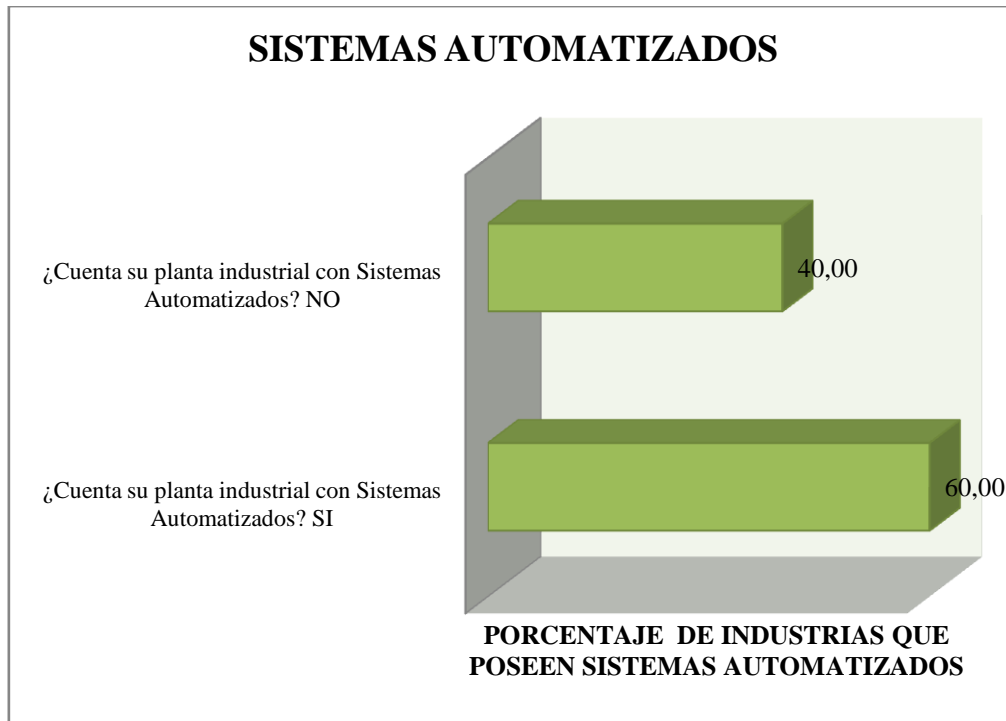 SISTEMAS AUTOMATIZADOS
¿Cuenta su planta industrial con Sistemas
Automatizados? NO
40,00
¿Cuenta su planta industrial con Sistemas
Automatizados? SI
60,00
PORCENTAJE DE INDUSTRIAS QUE
POSEEN SISTEMAS AUTOMATIZADOS